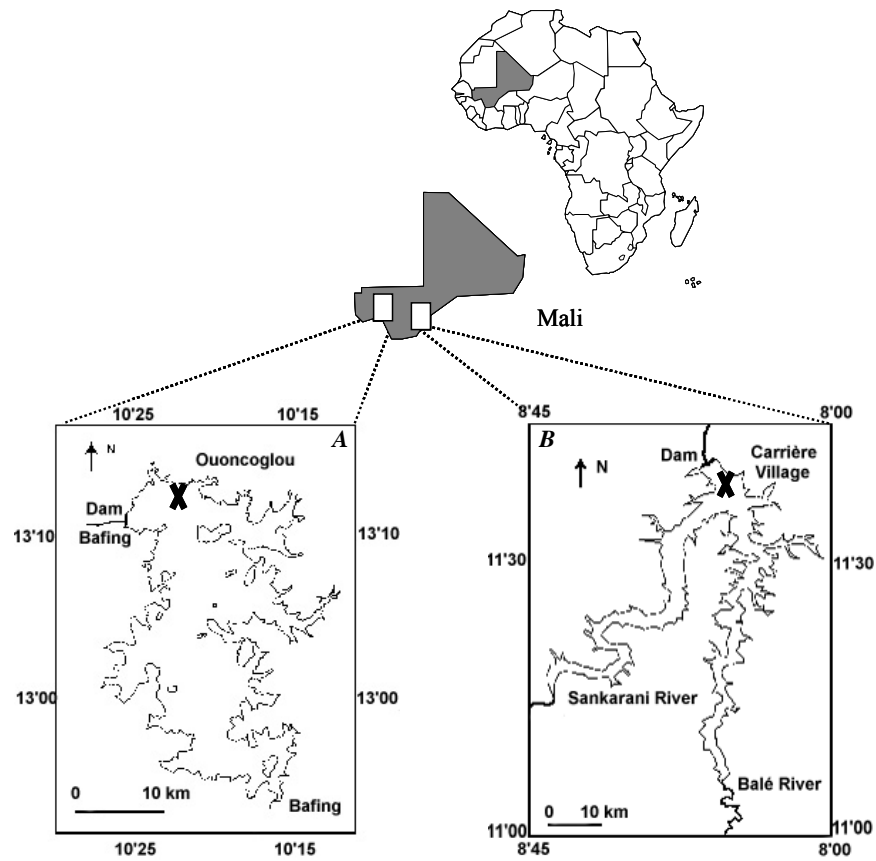 Mali
10'25
10'15
8'45
8'00
A
N
Ouoncoglou
Dam
Bafing
13'10
13'10
13'00
13'00
0 10 km
Bafing
10'25
10'15
B
N
Dam
Carrière
Village
11'30
11'30
Sankarani River
Balé River
0 10 km
11'00
11'00
8'45
8'00